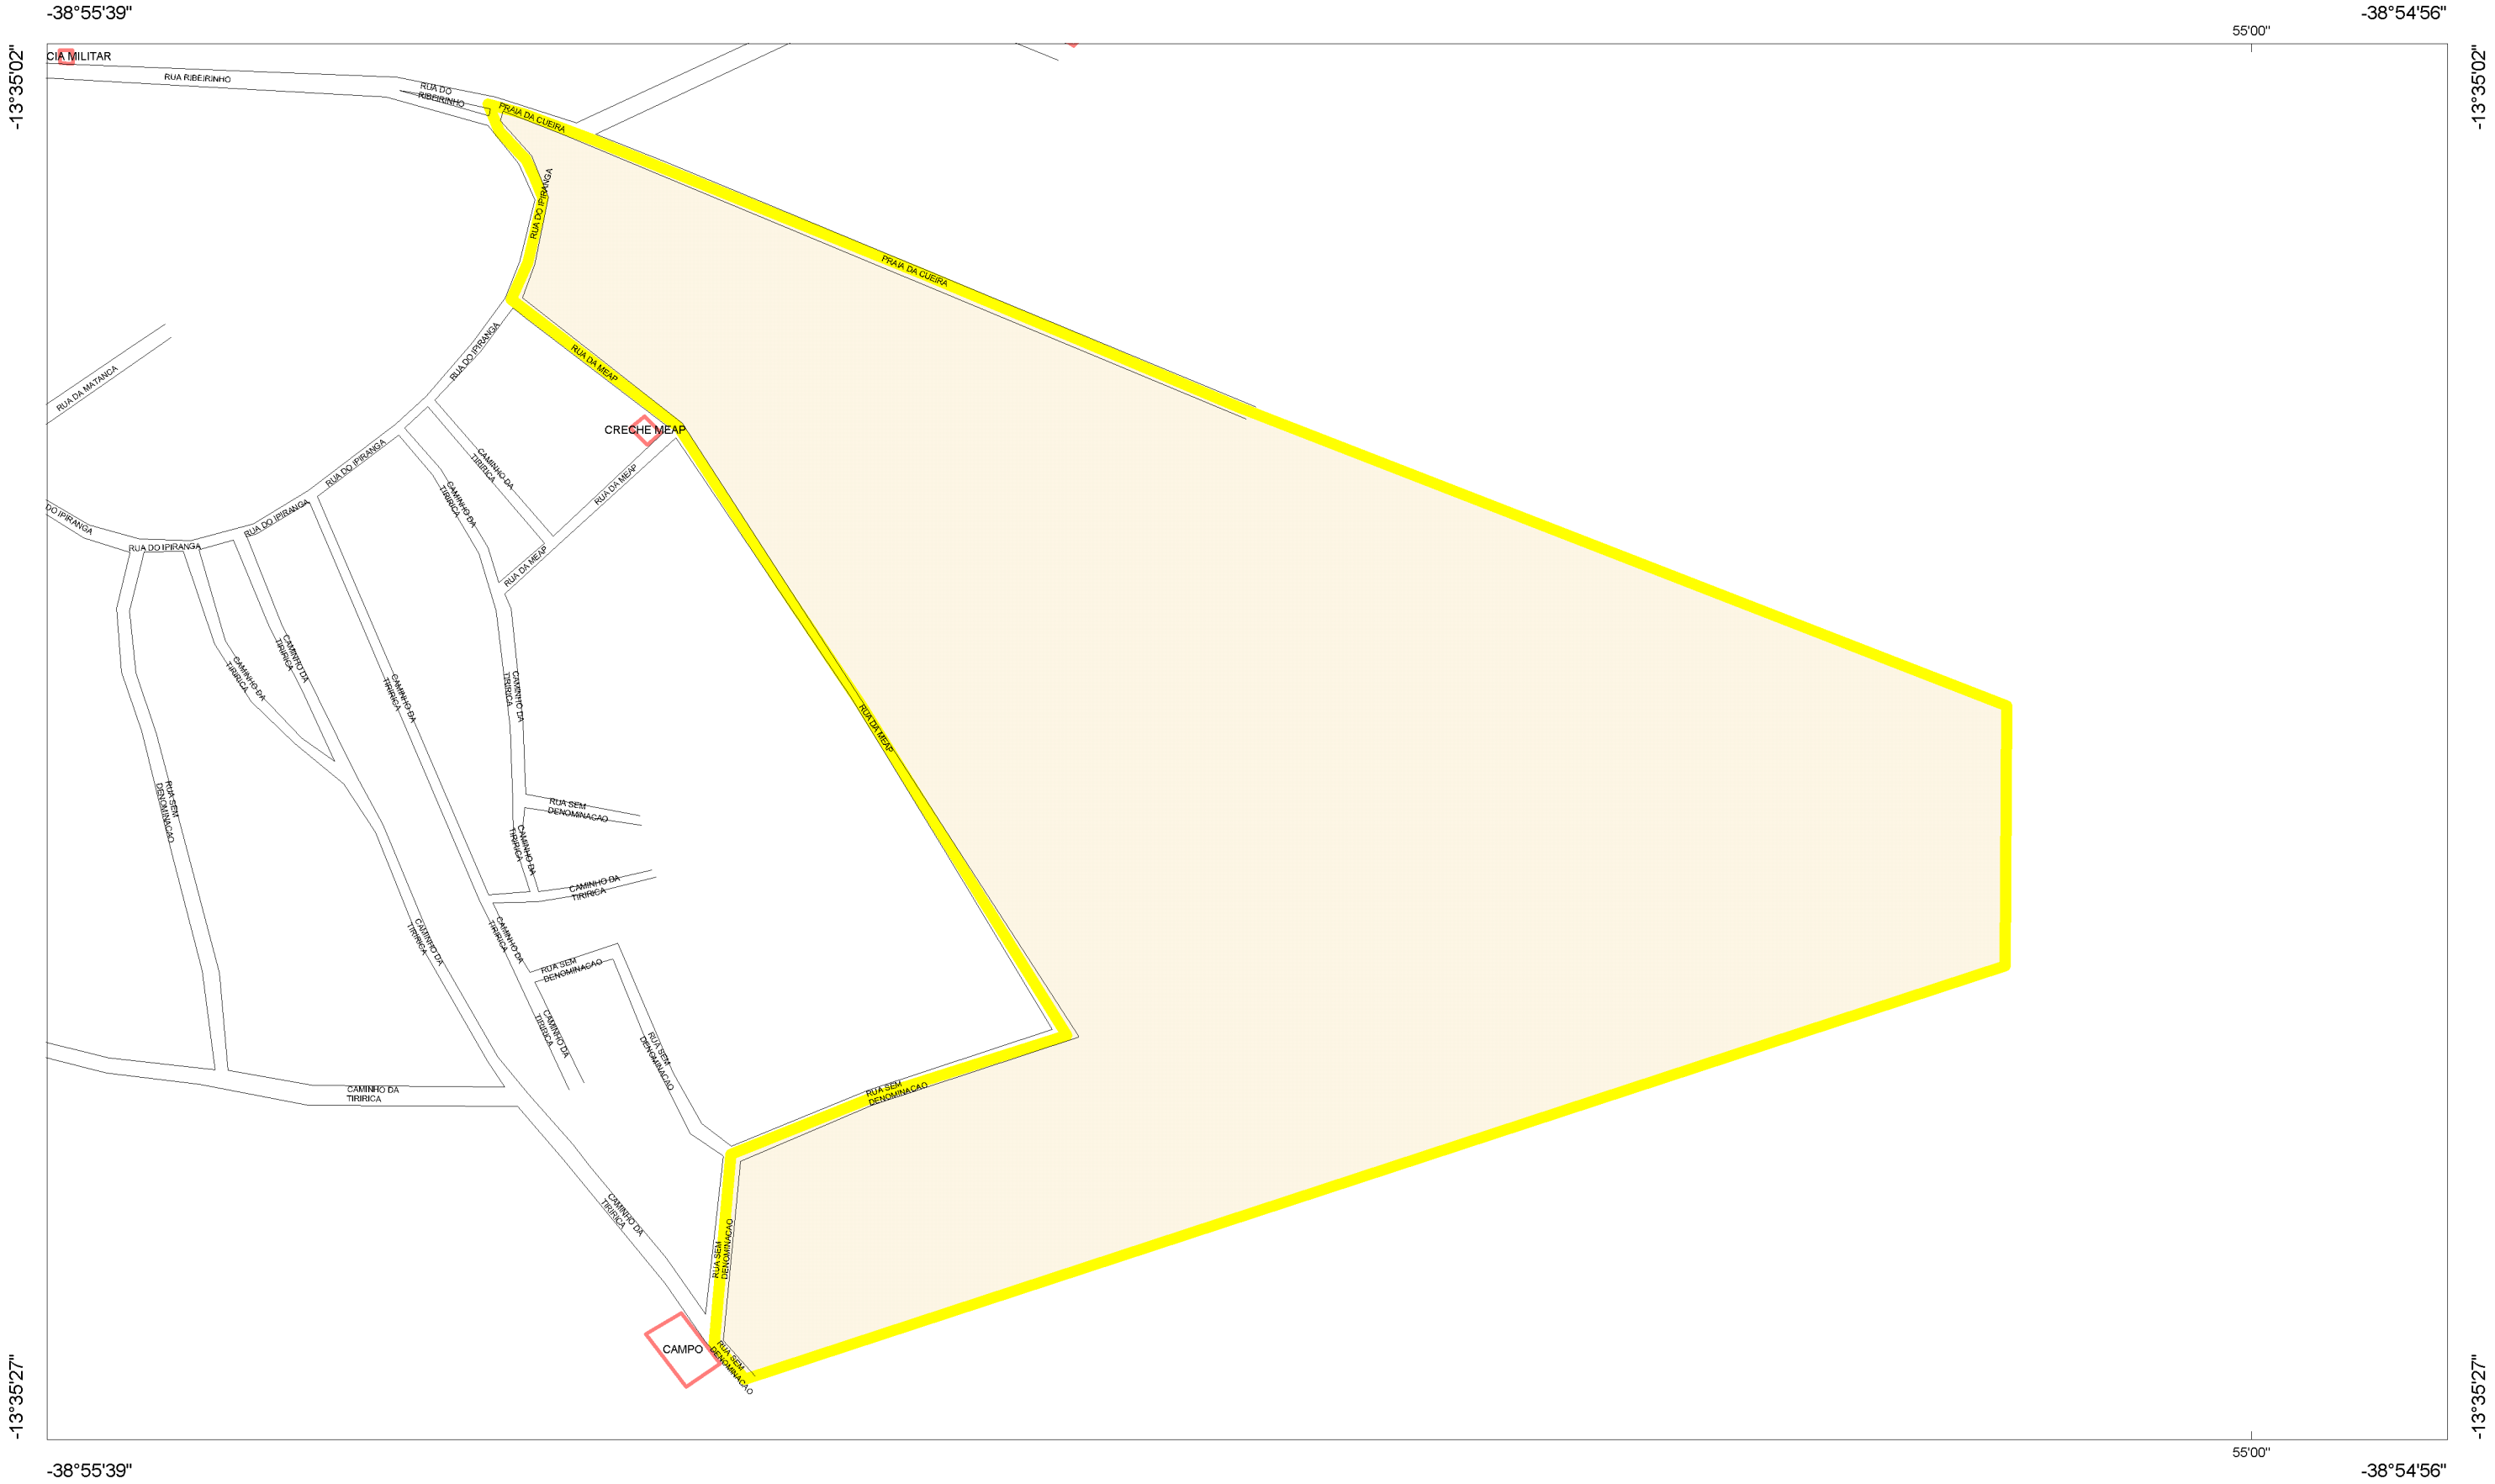 -38°55'39"
-38°54'56"
55'00"
-13°35'02"
-13°35'02"
CIA MILITAR
RUA RIBEIRINHO
RUA DO
RIBEIRINHO
PRAIA DA CUEIRA
RUA DO IPIRANGA
PRAIA DA CUEIRA
RUA DO IPIRANGA
RUA DA MEAP
RUA DA MATANCA
CRECHE MEAP
RUA DO IPIRANGA
CAMINHO DA
TIRIRICA
RUA DA MEAP
CAMINHO DA
TIRIRICA
DO IPIRANGA
RUA DO IPIRANGA
RUA DO IPIRANGA
RUA DA MEAP
CAMINHO DA
TIRIRICA
CAMINHO DA
TIRIRICA
CAMINHO DA
TIRIRICA
CAMINHO DA
TIRIRICA
RUA DA MEAP
RUA SEM
DENOMINACAO
RUA SEM
DENOMINACAO
CAMINHO DA
TIRIRICA
CAMINHO DA
TIRIRICA
CAMINHO DA
TIRIRICA
CAMINHO DA
TIRIRICA
RUA SEM
DENOMINACAO
CAMINHO DA
TIRIRICA
RUA SEM
DENOMINACAO
CAMINHO DA
TIRIRICA
RUA SEM
DENOMINACAO
CAMINHO DA
TIRIRICA
RUA SEM
DENOMINACAO
CAMPO
RUA SEM
DENOMINACAO
-13°35'27"
-13°35'27"
55'00"
-38°55'39"
-38°54'56"